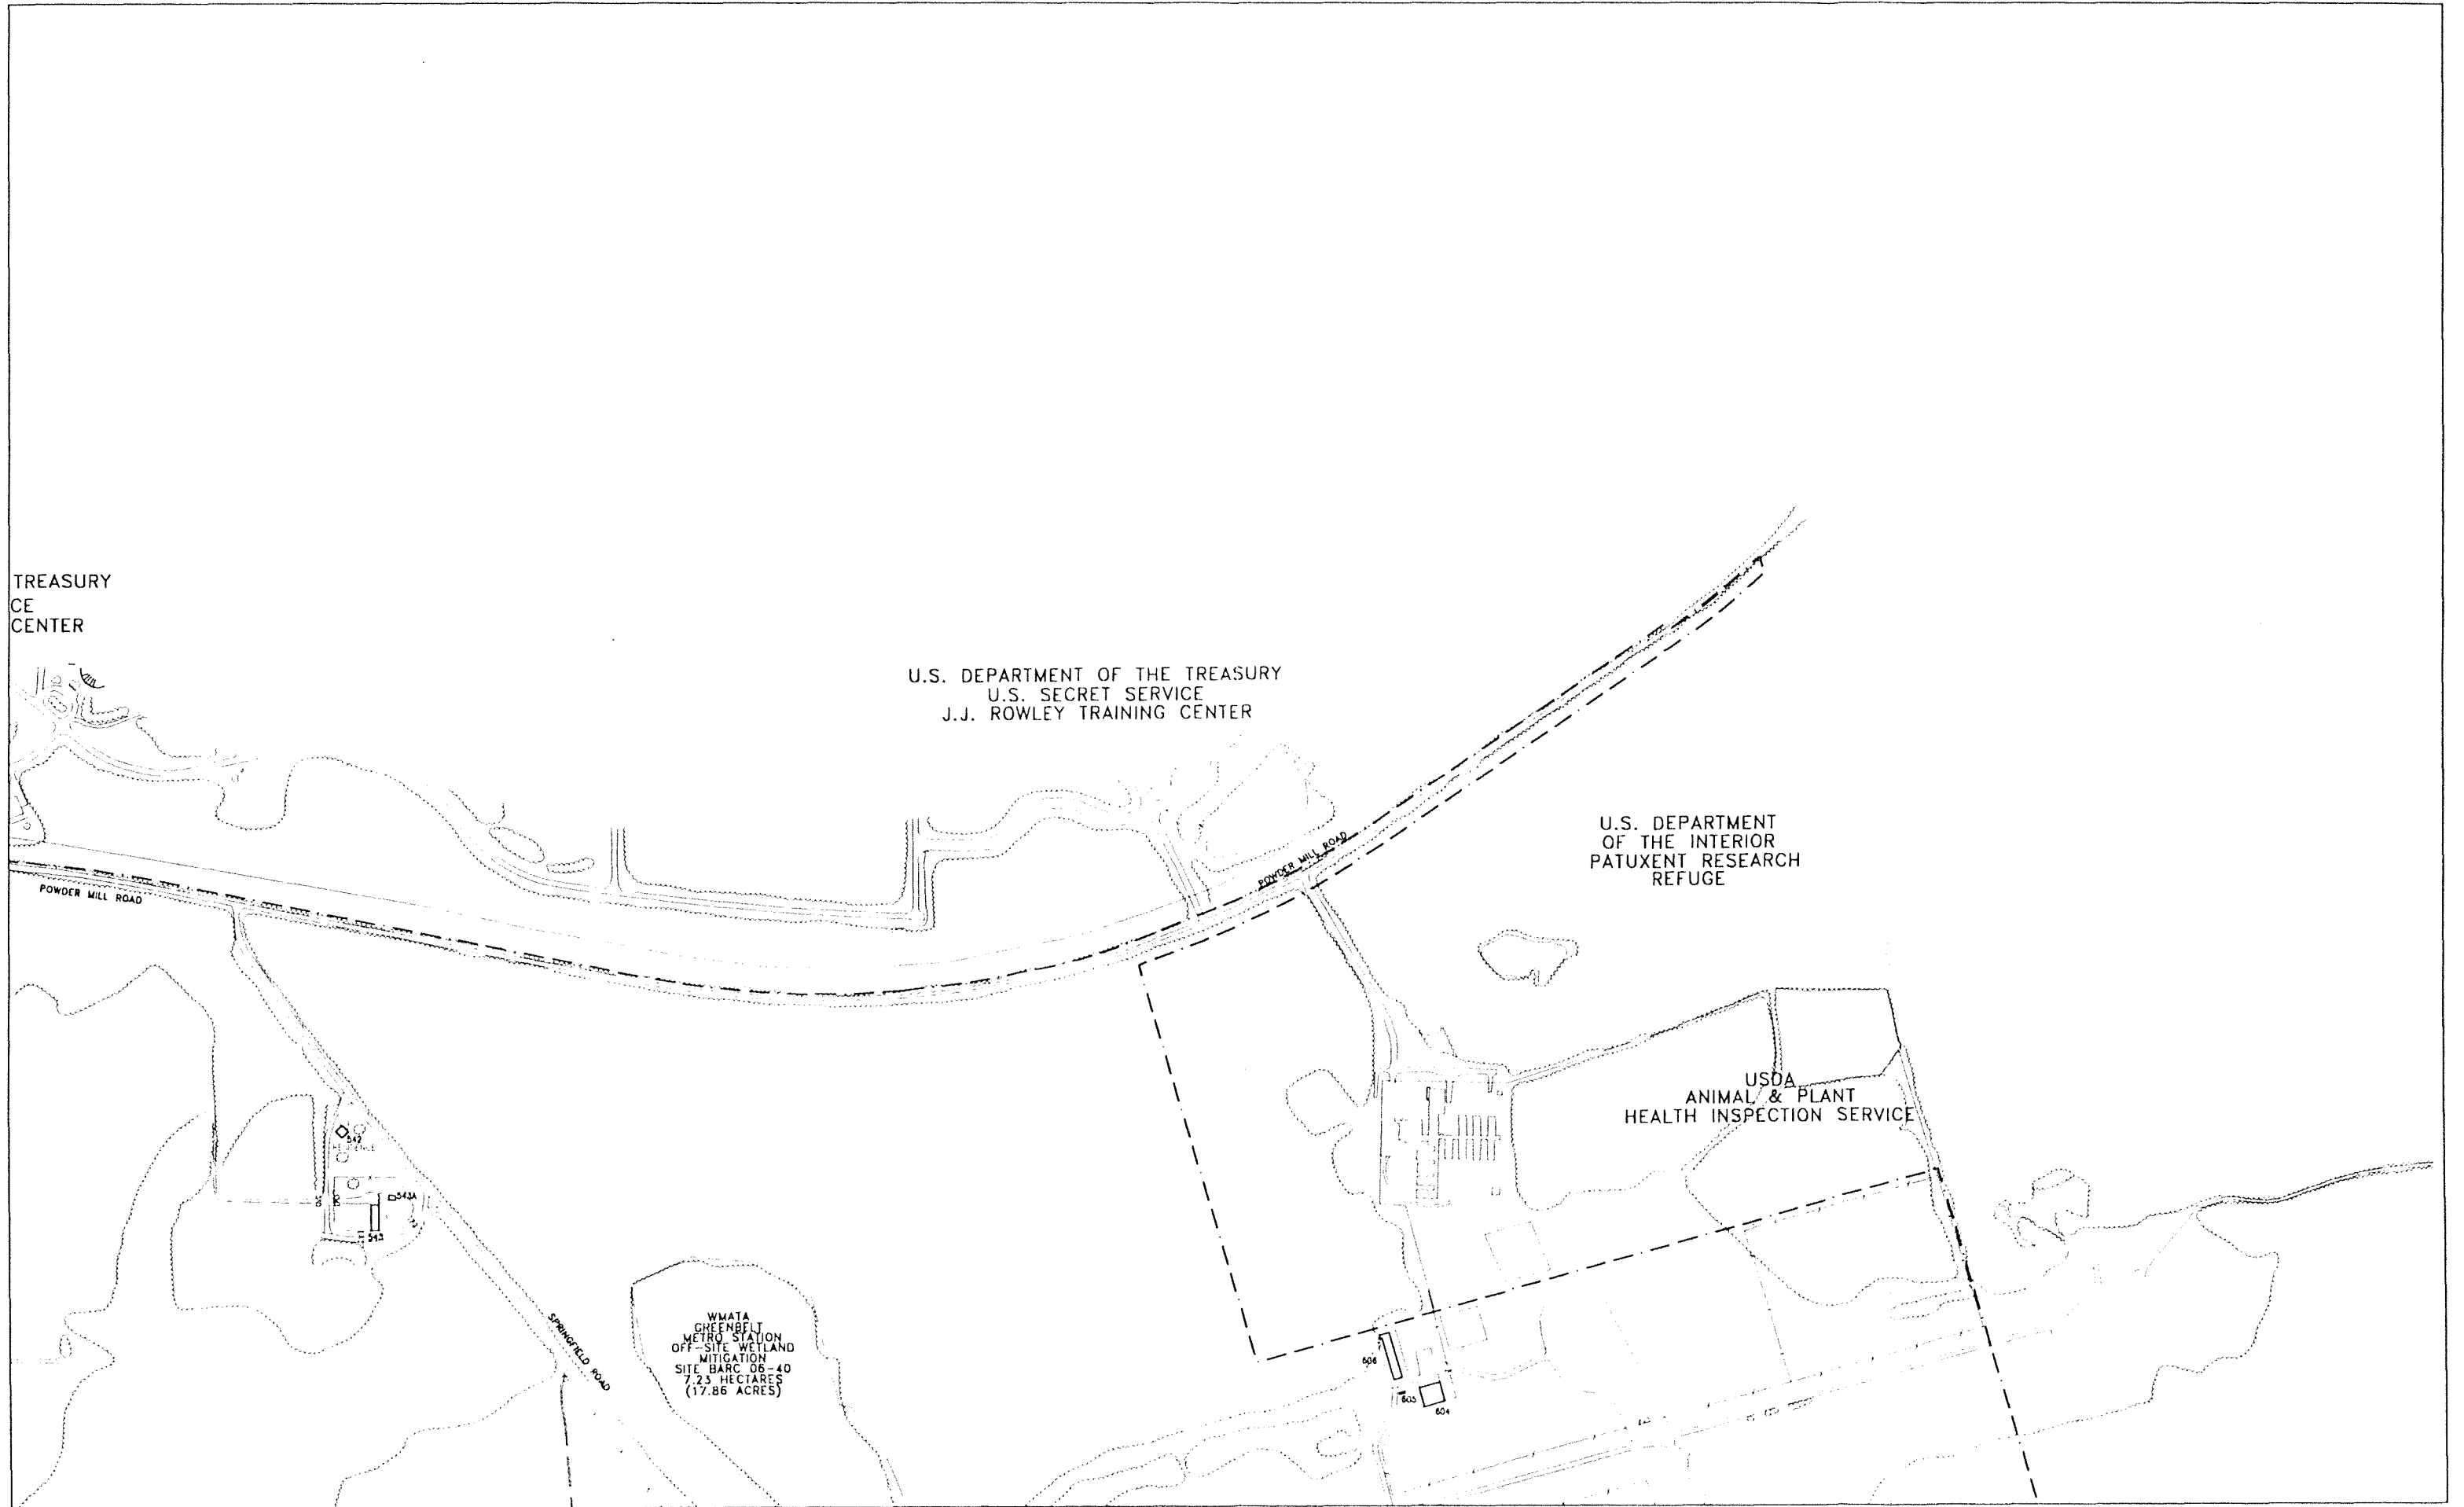 TREASURY
CE
CENTER
U.S. DEPARTMENT OF THE TREASURY
U.S. SECRET SERVICE
J.J. ROWLEY TRAINING CENTER
POWDER MILL ROAD
U.S. DEPARTMENT
OF THE INTERIOR
PATUXENT RESEARCH
REFUGE
POWDER MILL ROAD
USDA
ANIMAL & PLANT
HEALTH INSPECTION SERVICE
542
RESIDENCE
543A
543
SPRINGFIELD ROAD
WMATA
GREENBELT
METRO STATION
OFF-SITE WETLAND
MITIGATION
SITE BARC 06-40
7.23 HECTARES
(17.86 ACRES)
606
605
604